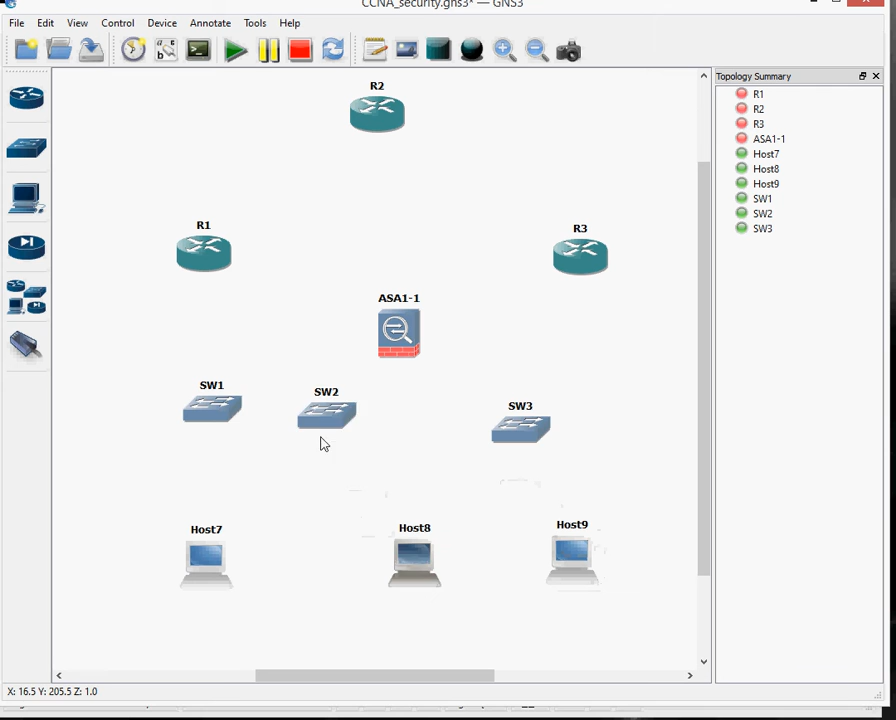 CCNA_security.gns3* — GNS3
File Edit View Control Device Annotate Tools Help
Topology Summary
R1
R2
R3
ASA1-1
Host7
Host8
Host9
SW1
SW2
SW3
R2
R1
R3
ASA1-1
SW1
SW2
SW3
Host7
Host8
Host9
X: 16.5 Y: 205.5 Z: 1.0